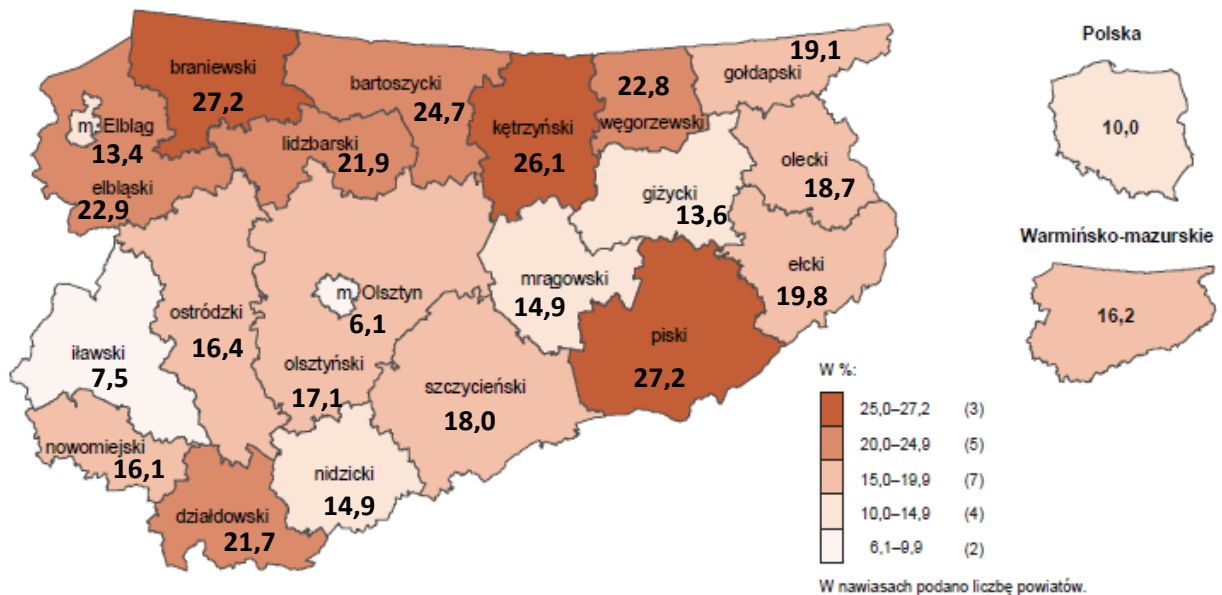 braniewski
27,2
bartoszycki
24,7
kętrzyński
26,1
22,8
węgorzewski
19,1
gołdapski
m. Elbląg
13,4
elbląski
22,9
lidzbarski
21,9
olecki
18,7
giżycki
13,6
ełcki
19,8
mrągowski
14,9
piski
27,2
m. Olsztyn
6,1
olsztyński
17,1
ostródzki
16,4
iławski
7,5
szczycieński
18,0
nowomiejski
16,1
nidzicki
14,9
działdowski
21,7
Polska
10,0
Warmińsko-mazurskie
16,2
W %:
25,0–27,2 (3)
20,0–24,9 (5)
15,0–19,9 (7)
10,0–14,9 (4)
6,1–9,9 (2)
W nawiasach podano liczbę powiatów.